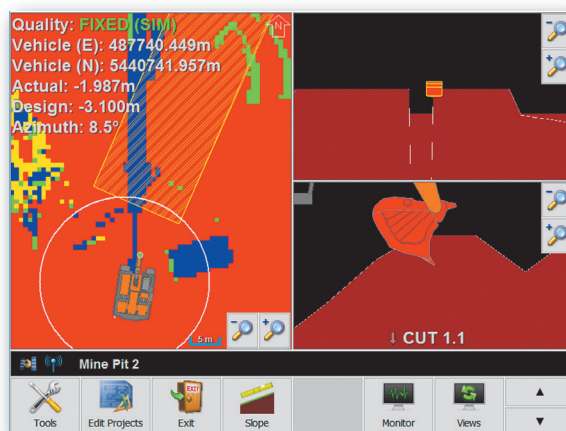 Quality: FIXED (SIM)
Vehicle (E): 487740.449m
Vehicle (N): 5440741.957m
Actual: -1.987m
Design: -3.100m
Azimuth: 8.5°
N
5 m
↓ CUT 1.1
Mine Pit 2
Tools
Edit Projects
EXIT
Exit
Slope
Monitor
Views